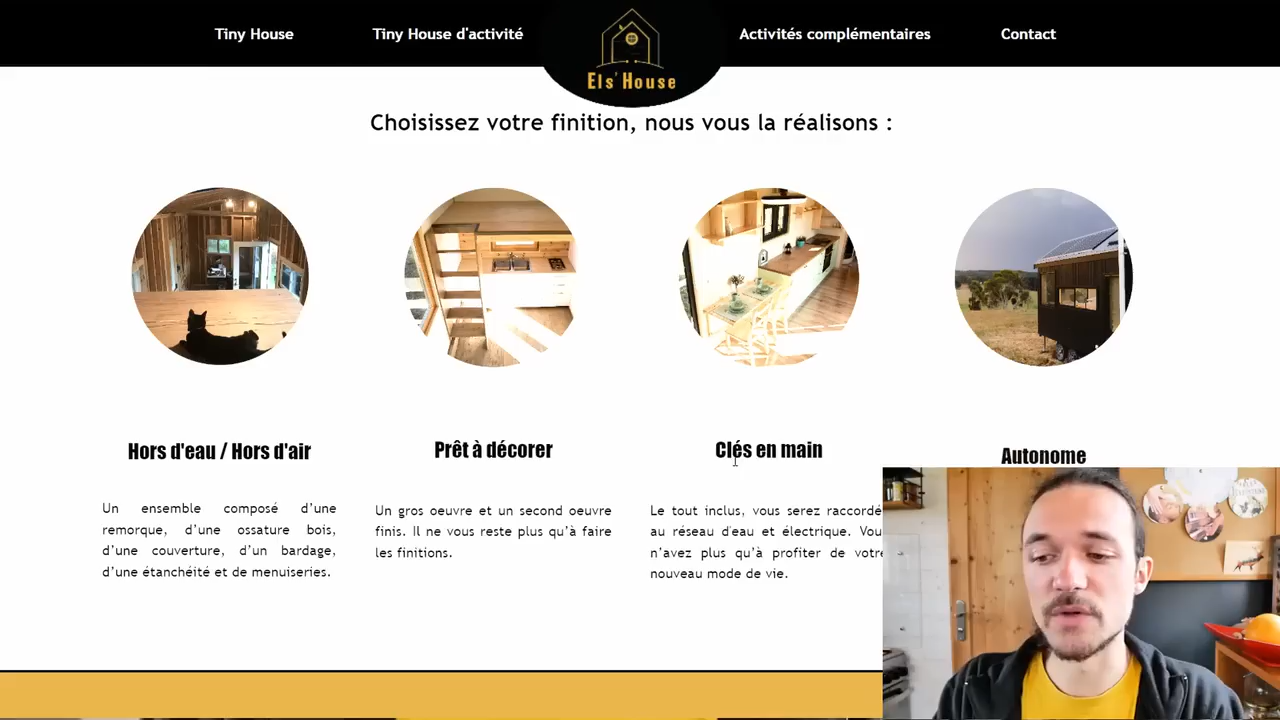 Tiny House
Tiny House d'activité
Els'House
Activités complémentaires
Contact
Choisissez votre finition, nous vous la réalisons :
Hors d'eau / Hors d'air
Un ensemble composé d’une
remorque, d’une ossature bois,
d’une couverture, d’un bardage,
d’une étanchéité et de menuiseries.
Prêt à décorer
Un gros oeuvre et un second oeuvre
finis. Il ne vous reste plus qu’à faire
les finitions.
Clés en main
Le tout inclus, vous serez raccordé
au réseau d'eau et électrique. Vou
n’avez plus qu’à profiter de votre
nouveau mode de vie.
Autonome